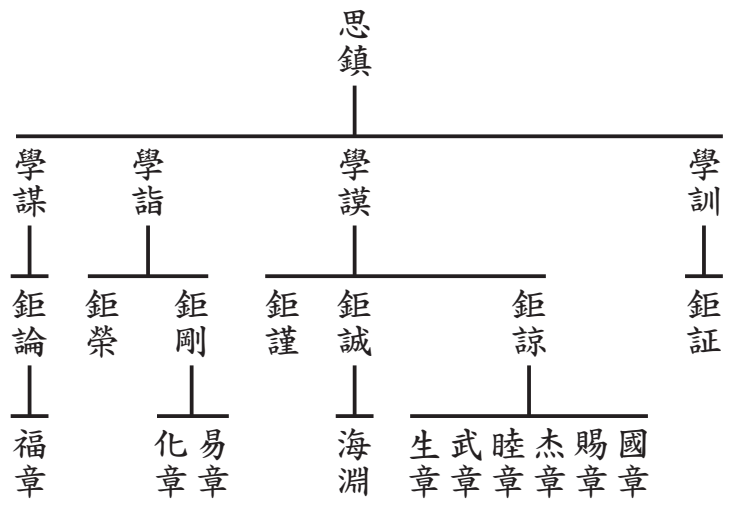 思鎮
學謀
學詣
學謨
學訓
鉅論
鉅榮
鉅剛
鉅謹
鉅誠
鉅諒
鉅証
福章
化章
易章
海淵
生章
武章
睦章
杰章
賜章
國章